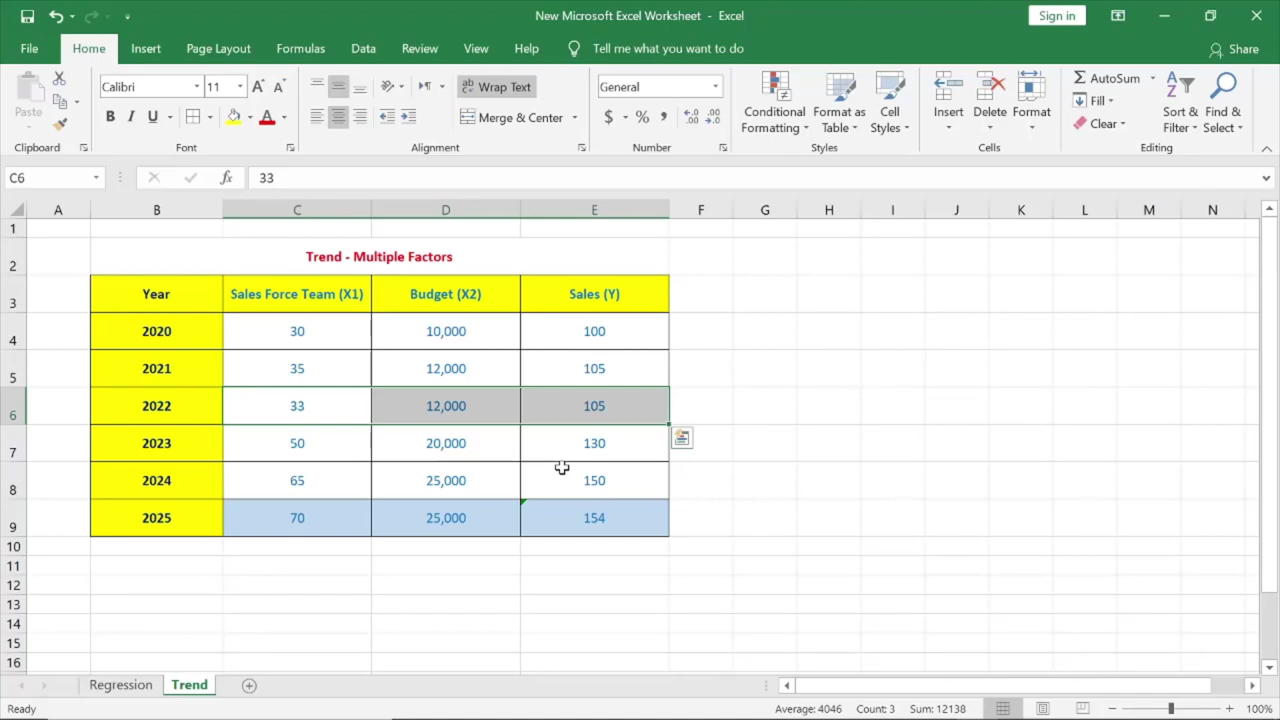 New Microsoft Excel Worksheet - Excel
Sign in
File Home Insert Page Layout Formulas Data Review View Help Tell me what you want to do Share
Paste
Calibri 11
B I U
Wrap Text
Merge & Center
General
$ % ,
Conditional Formatting
Format as Table
Cell Styles
Insert Delete Format
AutoSum
Fill
Clear
Sort & Filter
Find & Select
Clipboard Font Alignment Number Styles Cells Editing
C6 fx 33
A B C D E F G H I J K L M N
1
2 Trend - Multiple Factors
3 Year Sales Force Team (X1) Budget (X2) Sales (Y)
4 2020 30 10,000 100
5 2021 35 12,000 105
6 2022 33 12,000 105
7 2023 50 20,000 130
8 2024 65 25,000 150
9 2025 70 25,000 154
10
11
12
13
14
15
16
Regression Trend
Ready Average: 4046 Count: 3 Sum: 12138 100%